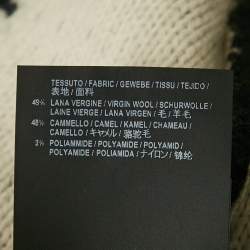 TESSUTO / FABRIC / GEWEBE / TISSU / TEJIDO /
表地 / 面料
49% LANA VERGINE / VIRGIN WOOL / SCHURWOLLE /
LAINE VIERGE / LANA VIRGEN / 毛 / 羊毛
48% CAMMELLO / CAMEL / KAMEL / CHAMEAU /
CAMELLO / キャメル / 骆驼毛
3% POLIAMMIDE / POLYAMIDE / POLYAMID /
POLYAMIDE / POLIAMIDA / ナイロン / 锦纶